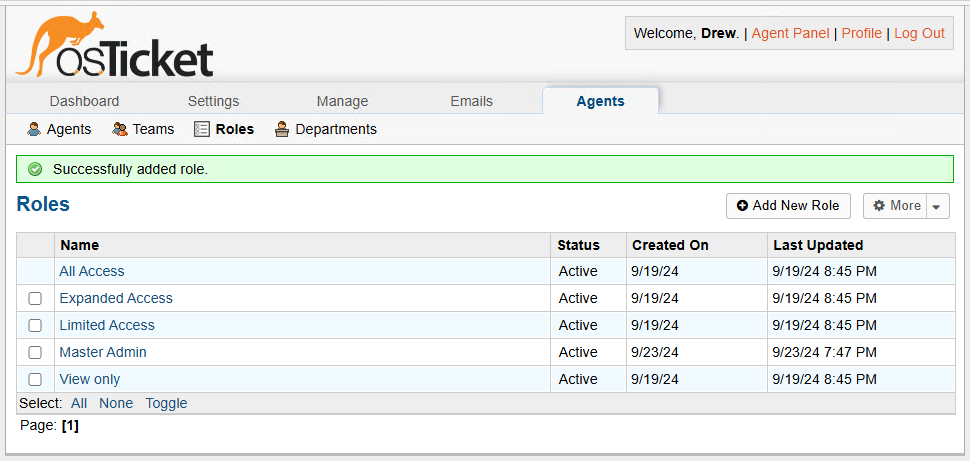 osTicket
Welcome, Drew. | Agent Panel | Profile | Log Out
Dashboard Settings Manage Emails Agents
Agents Teams Roles Departments
Successfully added role.
Roles
Add New Role More
Name Status Created On Last Updated
All Access Active 9/19/24 9/19/24 8:45 PM
Expanded Access Active 9/19/24 9/19/24 8:45 PM
Limited Access Active 9/19/24 9/19/24 8:45 PM
Master Admin Active 9/23/24 9/23/24 7:47 PM
View only Active 9/19/24 9/19/24 8:45 PM
Select: All None Toggle
Page: [1]